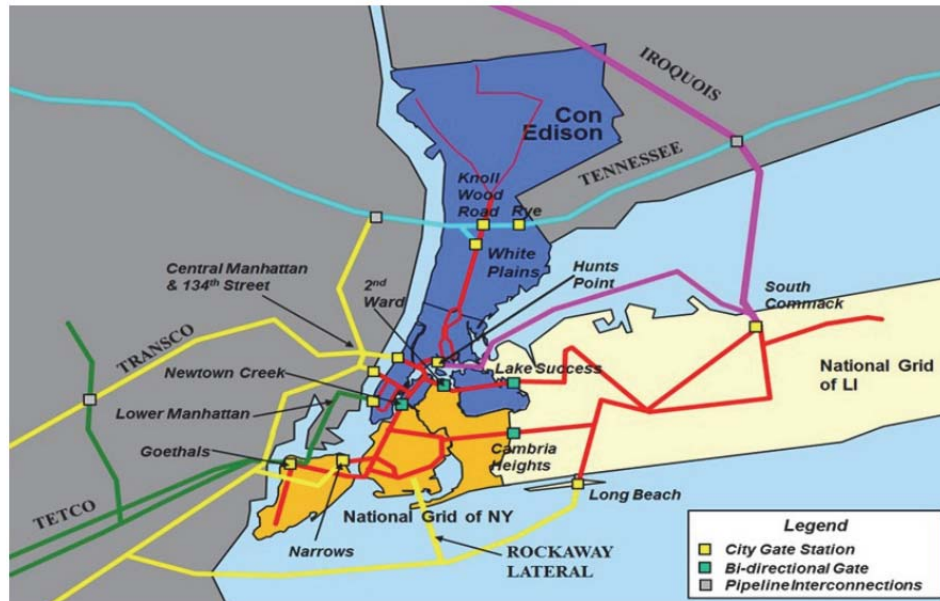 IROQUOIS
Con
Edison
TENNESSEE
Knoll
Wood
Road
Rye
White
Plains
Central Manhattan
& 134th Street
2nd
Ward
Hunts
Point
South
Commack
TRANSCO
Newtown Creek
Lake Success
National Grid
of LI
Lower Manhattan
Goethals
Cambria
Heights
TETCO
Long Beach
National Grid of NY
Narrows
ROCKAWAY
LATERAL
Legend
City Gate Station
Bi-directional Gate
Pipeline Interconnections